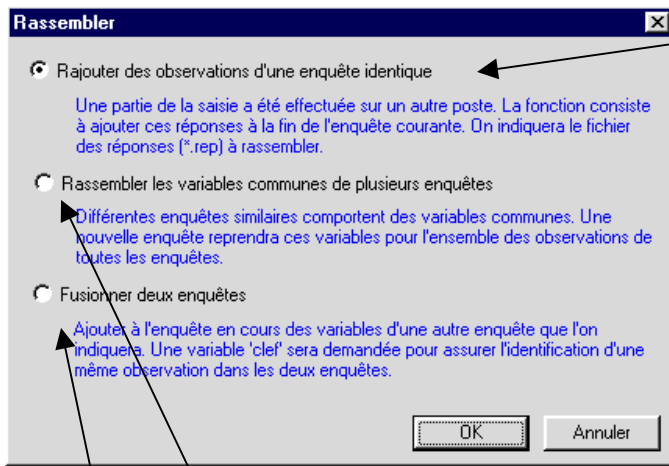 Rassembler
Rajouter des observations d'une enquête identique
Une partie de la saisie a été effectuée sur un autre poste. La fonction consiste
à ajouter ces réponses à la fin de l'enquête courante. On indiquera le fichier
des réponses (*.rep) à rassembler.
Rassembler les variables communes de plusieurs enquêtes
Différentes enquêtes similaires comportent des variables communes. Une
nouvelle enquête reprendra ces variables pour l'ensemble des observations de
toutes les enquêtes.
Fusionner deux enquêtes
Ajouter à l'enquête en cours des variables d'une autre enquête que l'on
indiquera. Une variable 'clef' sera demandée pour assurer l'identification d'une
même observation dans les deux enquêtes.
OK Annuler